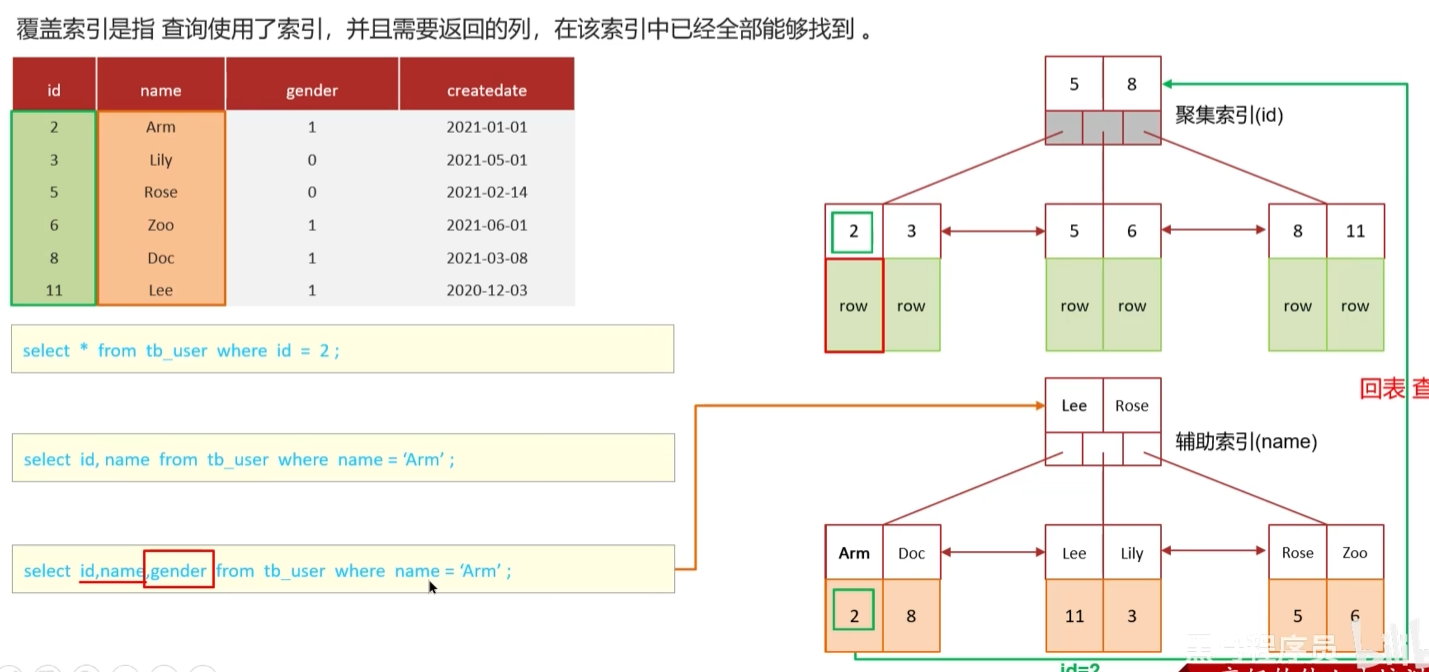 覆盖索引是指 查询使用了索引，并且需要返回的列，在该索引中已经全部能够找到 。
id name gender createdate
2 Arm 1 2021-01-01
3 Lily 0 2021-05-01
5 Rose 0 2021-02-14
6 Zoo 1 2021-06-01
8 Doc 1 2021-03-08
11 Lee 1 2020-12-03
select * from tb_user where id = 2 ;
select id, name from tb_user where name = ‘Arm’ ;
select id,name,gender from tb_user where name = ‘Arm’ ;
5 8
聚集索引(id)
2 3 5 6 8 11
row row row row row row
回表 查
Lee Rose
辅助索引(name)
Arm Doc Lee Lily Rose Zoo
2 8 11 3 5 6
id=2
程序员